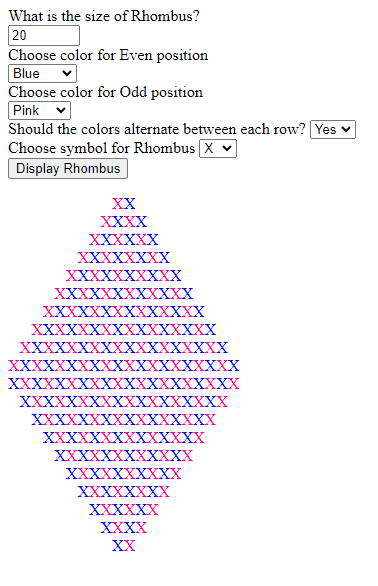 What is the size of Rhombus?
20
Choose color for Even position
Blue
Choose color for Odd position
Pink
Should the colors alternate between each row? Yes
Choose symbol for Rhombus X
Display Rhombus
XX
XXXX
XXXXXX
XXXXXXXX
XXXXXXXXXX
XXXXXXXXXXXX
XXXXXXXXXXXXXX
XXXXXXXXXXXXXXXX
XXXXXXXXXXXXXXXXXX
XXXXXXXXXXXXXXXXXXXX
XXXXXXXXXXXXXXXXXXXX
XXXXXXXXXXXXXXXXXX
XXXXXXXXXXXXXXXX
XXXXXXXXXXXXXX
XXXXXXXXXXXX
XXXXXXXXXX
XXXXXXXX
XXXXXX
XXXX
XX